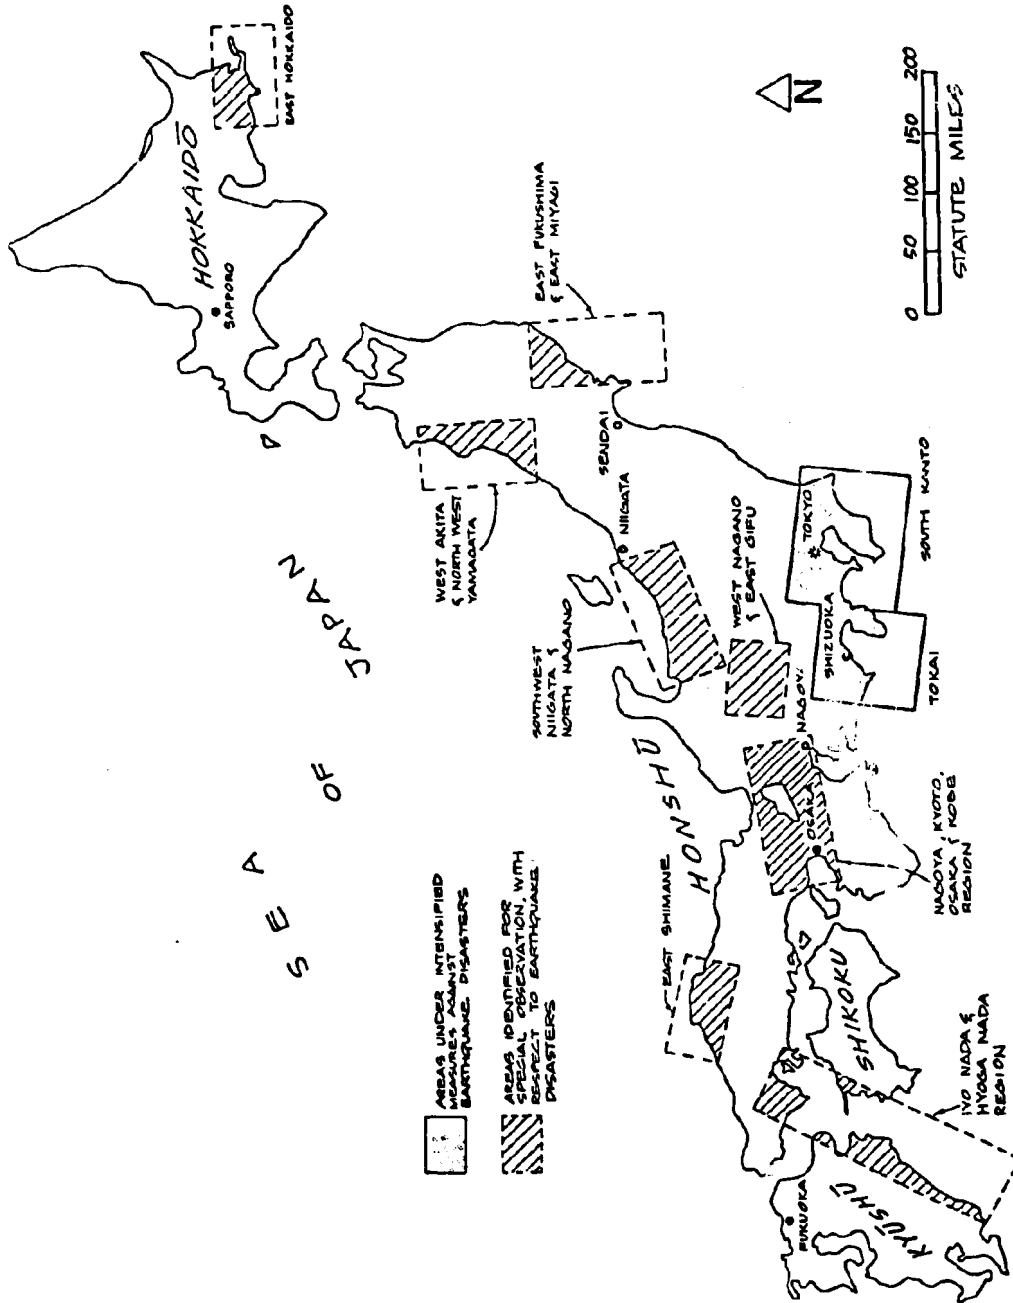 HOKKAIDŌ
SAPPORO
EAST HOKKAIDO
SEA OF JAPAN
WEST AKITA
& NORTH WEST
YAMAGATA
EAST FUKUSHIMA
& EAST MIYAGI
SENDAI
NIIGATA
SOUTHWEST
NIIGATA &
NORTH NAGANO
WEST NAGANO
& EAST GIFU
HONSHŪ
TOKYO
SOUTH KANTO
SHIZUOKA
TOKAI
NAGOYA
OSAKA
NAGOYA, KYOTO,
OSAKA & KOBE
REGION
EAST SHIMANE
SHIKOKU
IYO NADA &
HYOGA NADA
REGION
KYŪSHŪ
FUKUOKA
AREAS UNDER INTENSIFIED
MEASURES AGAINST
EARTHQUAKE DISASTERS
AREAS IDENTIFIED FOR
SPECIAL OBSERVATION, WITH
RESPECT TO EARTHQUAKE
DISASTERS
N
0 50 100 150 200
STATUTE MILES